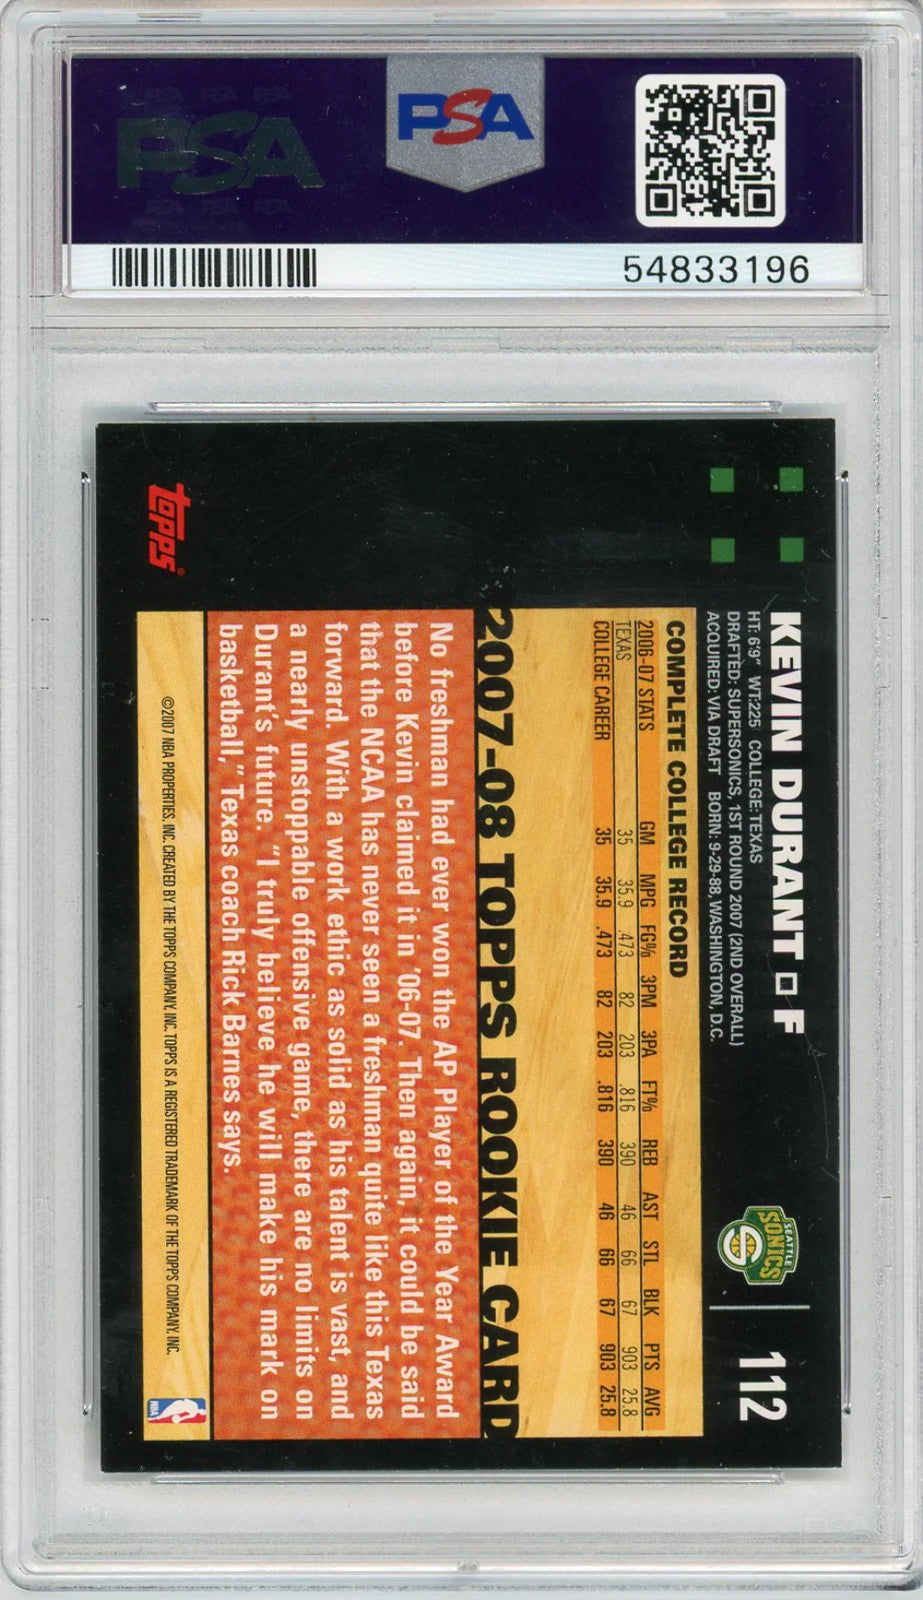 PSA PSA PSA
PSA
PSA PSA PSA
PSA
54833196
topps
KEVIN DURANT □ F
HT: 6'9" WT:225 COLLEGE:TEXAS
DRAFTED: SUPERSONICS, 1ST ROUND 2007 (2ND OVERALL)
ACQUIRED: VIA DRAFT BORN: 9-29-88, WASHINGTON, D.C.
SEATTLE
SONICS
112
COMPLETE COLLEGE RECORD
2006-07 STATS GM MPG FG% 3PM 3PA FT% REB AST STL BLK PTS AVG
TEXAS 35 35.9 .473 82 203 .816 390 46 66 67 903 25.8
COLLEGE CAREER 35 35.9 .473 82 203 .816 390 46 66 67 903 25.8
2007-08 TOPPS ROOKIE CARD
No freshman had ever won the AP Player of the Year Award
before Kevin claimed it in '06-07. Then again, it could be said
that the NCAA has never seen a freshman quite like this Texas
forward. With a work ethic as solid as his talent is vast, and
a nearly unstoppable offensive game, there are no limits on
Durant's future. "I truly believe he will make his mark on
basketball," Texas coach Rick Barnes says.
©2007 NBA PROPERTIES, INC. CREATED BY THE TOPPS COMPANY, INC. TOPPS IS A REGISTERED TRADEMARK OF THE TOPPS COMPANY, INC.
NBA